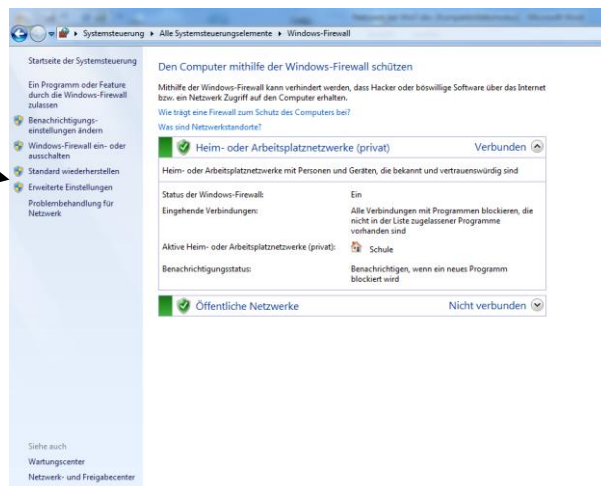 Systemsteuerung ▸ Alle Systemsteuerungselemente ▸ Windows-Firewall
Startseite der Systemsteuerung
Ein Programm oder Feature
durch die Windows-Firewall
zulassen
Benachrichtigungs-
einstellungen ändern
Windows-Firewall ein- oder
ausschalten
Standard wiederherstellen
Erweiterte Einstellungen
Problembehandlung für
Netzwerk
Den Computer mithilfe der Windows-Firewall schützen
Mithilfe der Windows-Firewall kann verhindert werden, dass Hacker oder böswillige Software über das Internet
bzw. ein Netzwerk Zugriff auf den Computer erhalten.
Wie trägt eine Firewall zum Schutz des Computers bei?
Was sind Netzwerkstandorte?
Heim- oder Arbeitsplatznetzwerke (privat) Verbunden
Heim- oder Arbeitsplatznetzwerke mit Personen und Geräten, die bekannt und vertrauenswürdig sind
Status der Windows-Firewall: Ein
Eingehende Verbindungen: Alle Verbindungen mit Programmen blockieren, die
nicht in der Liste zugelassener Programme
vorhanden sind
Aktive Heim- oder Arbeitsplatznetzwerke (privat): Schule
Benachrichtigungsstatus: Benachrichtigen, wenn ein neues Programm
blockiert wird
Öffentliche Netzwerke Nicht verbunden
Siehe auch
Wartungscenter
Netzwerk- und Freigabecenter